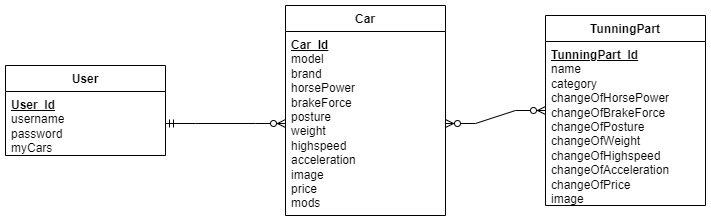 User
User_Id
username
password
myCars
Car
Car_Id
model
brand
horsePower
brakeForce
posture
weight
highspeed
acceleration
image
price
mods
TunningPart
TunningPart_Id
name
category
changeOfHorsePower
changeOfBrakeForce
changeOfPosture
changeOfWeight
changeOfHighspeed
changeOfAcceleration
changeOfPrice
image